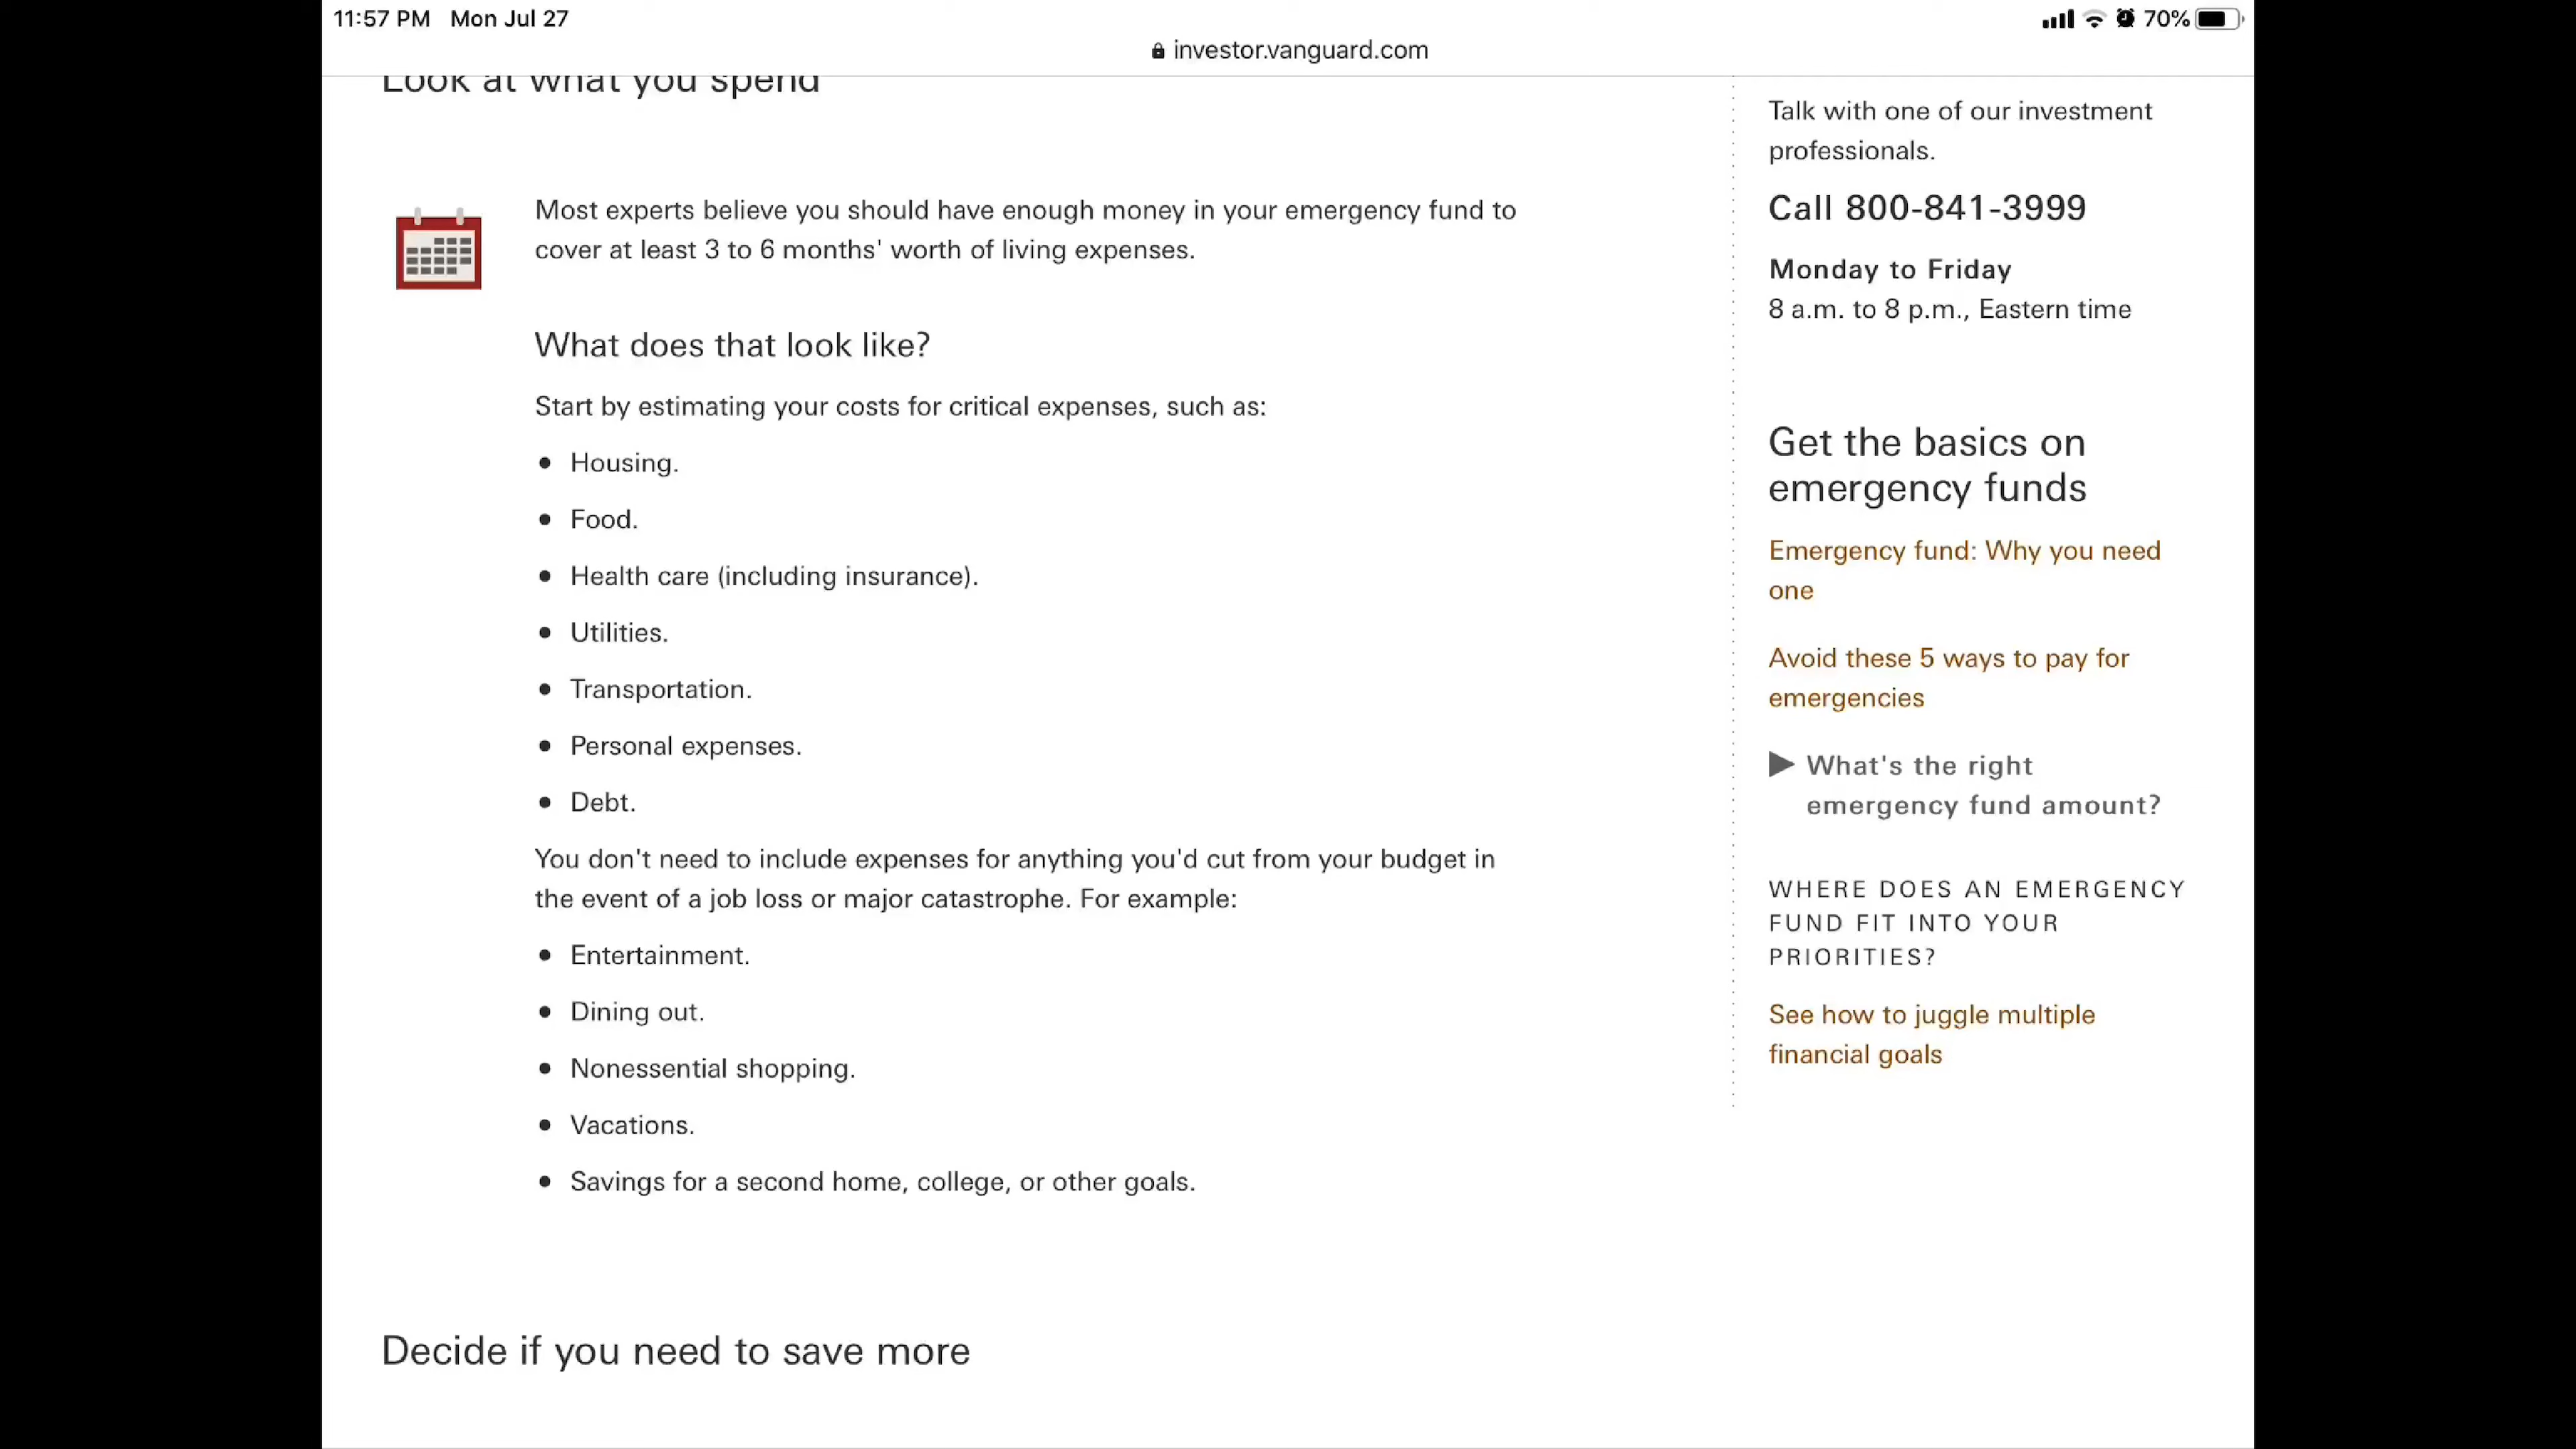 11:57 PM Mon Jul 27
70%
investor.vanguard.com
Look at what you spend
Most experts believe you should have enough money in your emergency fund to
cover at least 3 to 6 months' worth of living expenses.
What does that look like?
Start by estimating your costs for critical expenses, such as:
• Housing.
• Food.
• Health care (including insurance).
• Utilities.
• Transportation.
• Personal expenses.
• Debt.
You don't need to include expenses for anything you'd cut from your budget in
the event of a job loss or major catastrophe. For example:
• Entertainment.
• Dining out.
• Nonessential shopping.
• Vacations.
• Savings for a second home, college, or other goals.
Decide if you need to save more
Talk with one of our investment
professionals.
Call 800-841-3999
Monday to Friday
8 a.m. to 8 p.m., Eastern time
Get the basics on
emergency funds
Emergency fund: Why you need
one
Avoid these 5 ways to pay for
emergencies
What's the right
emergency fund amount?
WHERE DOES AN EMERGENCY
FUND FIT INTO YOUR
PRIORITIES?
See how to juggle multiple
financial goals